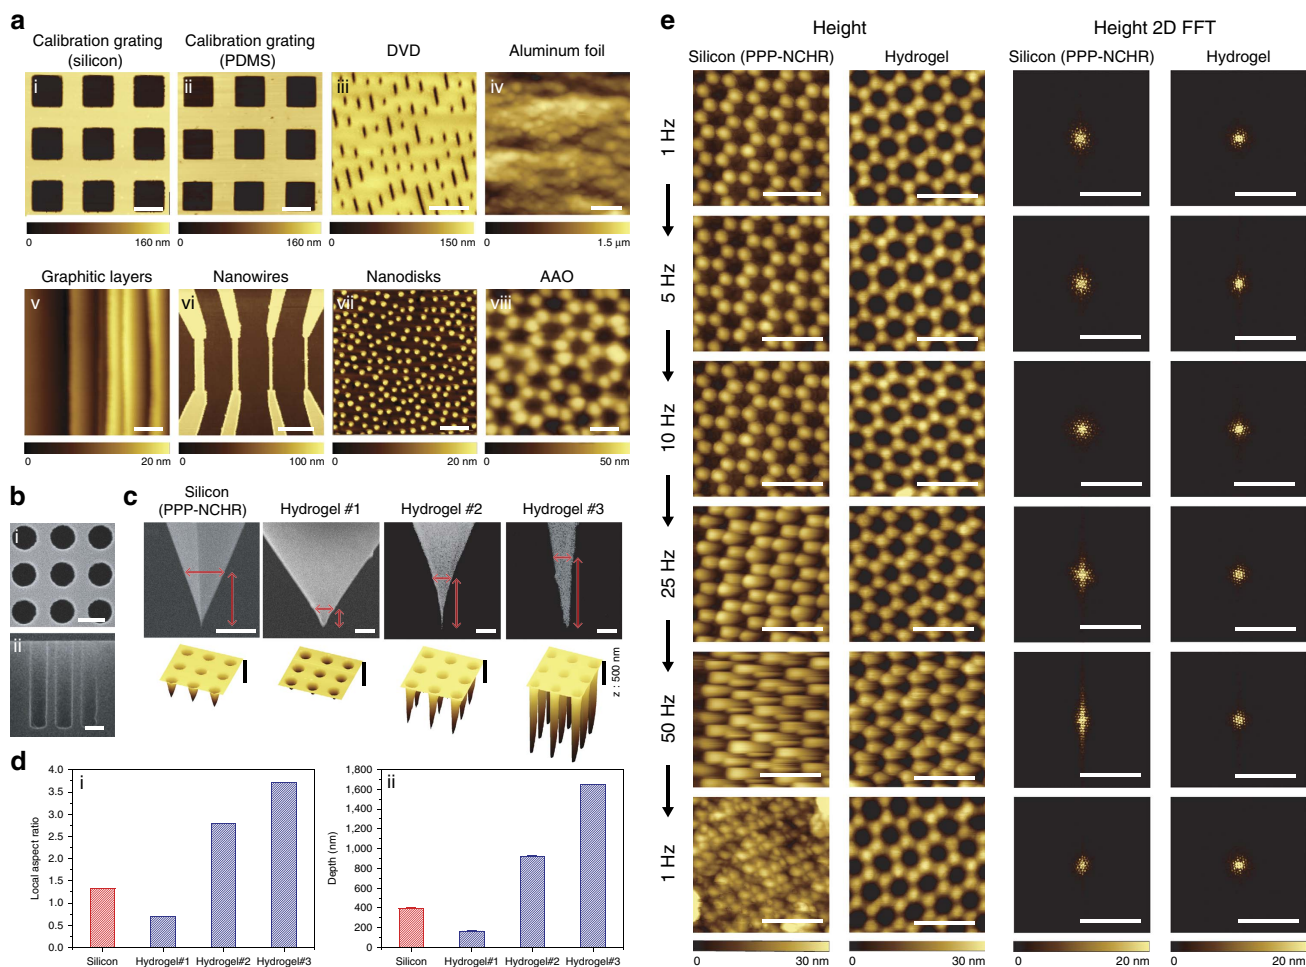 a
Calibration grating
(silicon)
Calibration grating
(PDMS)
DVD
Aluminum foil
i
ii
iii
iv
0 160 nm
0 160 nm
0 150 nm
0 1.5 μm
Graphitic layers
Nanowires
Nanodisks
AAO
v
vi
vii
viii
0 20 nm
0 100 nm
0 20 nm
0 50 nm
b
i
ii
c
Silicon
(PPP-NCHR)
Hydrogel #1
Hydrogel #2
Hydrogel #3
z : 500 nm
d
i
Local aspect ratio
4.0
3.5
3.0
2.5
2.0
1.5
1.0
0.5
0.0
Silicon Hydrogel#1 Hydrogel#2 Hydrogel#3
ii
Depth (nm)
1,800
1,600
1,400
1,200
1,000
800
600
400
200
0
Silicon Hydrogel#1 Hydrogel#2 Hydrogel#3
e
Height
Height 2D FFT
Silicon (PPP-NCHR)
Hydrogel
Silicon (PPP-NCHR)
Hydrogel
1 Hz
5 Hz
10 Hz
25 Hz
50 Hz
1 Hz
0 30 nm
0 30 nm
0 20 nm
0 20 nm